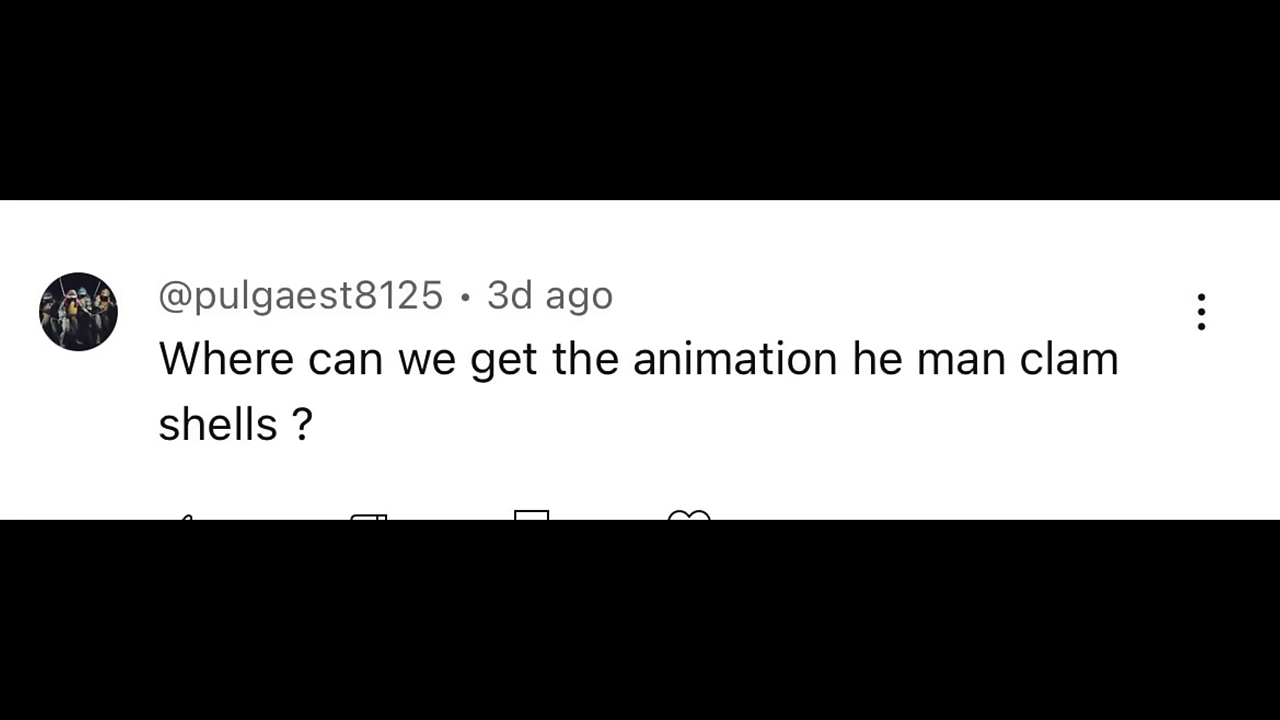 @pulgaest8125 • 3d ago
Where can we get the animation he man clam
shells ?